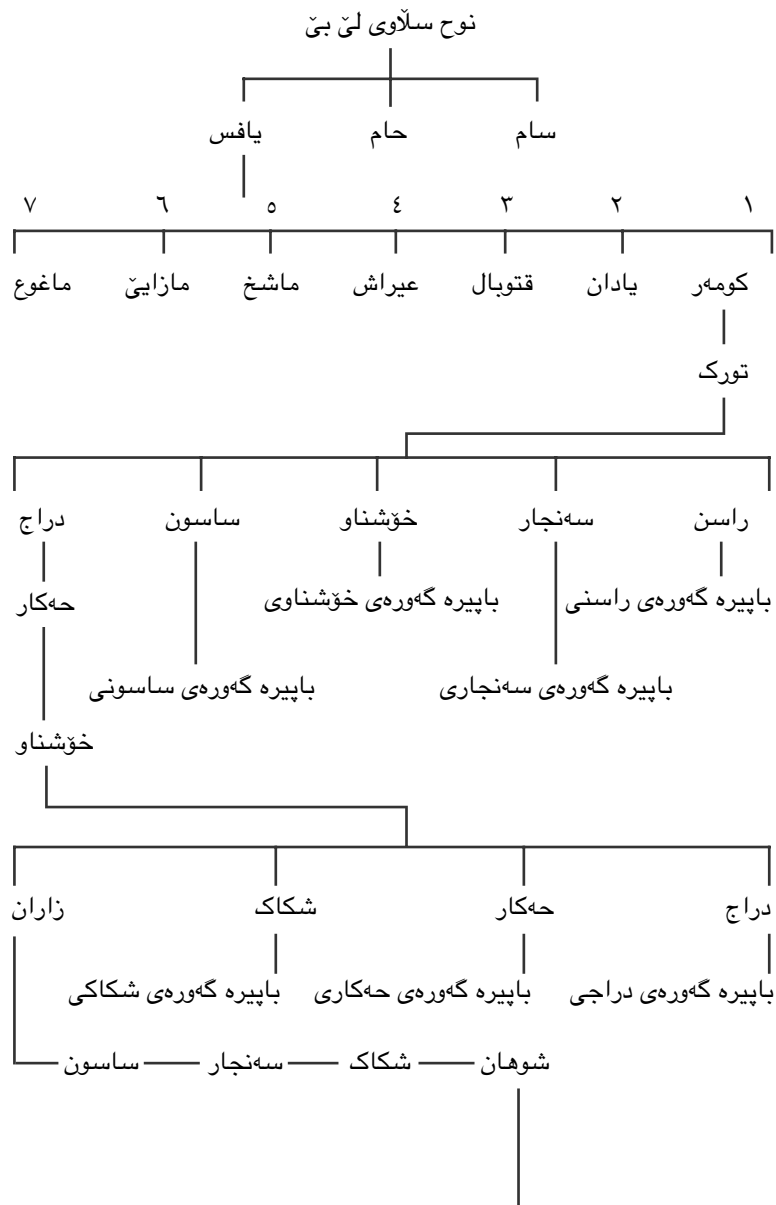 نوح سڵاوی لێ بێ
سام حام یافس
١ ٢ ٣ ٤ ٥ ٦ ٧
کومەر یادان قتوبال عیراش ماشخ مازایێ ماغوع
تورک
راسن سەنجار خۆشناو ساسون دراج
باپیرە گەورەی راسنی باپیرە گەورەی خۆشناوی حەکار
باپیرە گەورەی سەنجاری باپیرە گەورەی ساسونی
خۆشناو
دراج حەکار شکاک زاران
باپیرە گەورەی دراجی باپیرە گەورەی حەکاری باپیرە گەورەی شکاکی
شوهان شکاک سەنجار ساسون